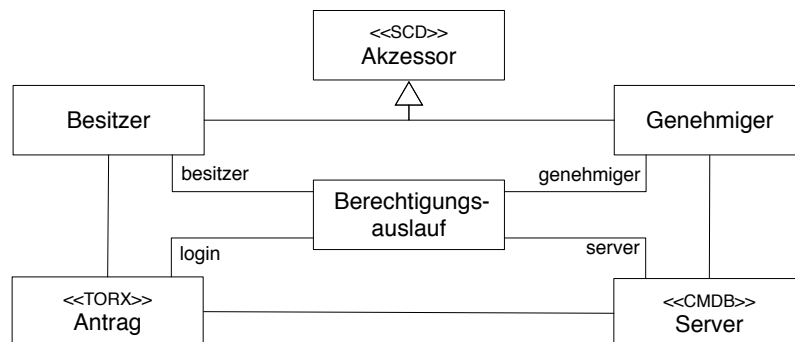 <<SCD>>
Akzessor
Besitzer
Genehmiger
besitzer
genehmiger
Berechtigungs-
auslauf
login
server
<<TORX>>
Antrag
<<CMDB>>
Server